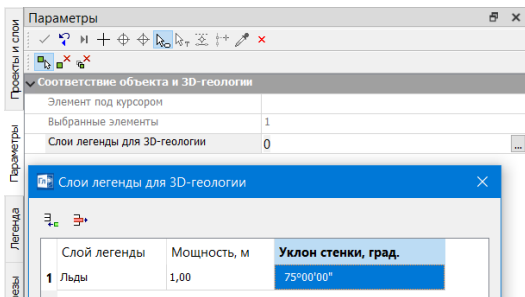 Параметры
Проекты и слои
Соответствие объекта и 3D-геологии
Элемент под курсором
Выбранные элементы 1
Параметры
Слои легенды для 3D-геологии 0 ...
Слои легенды для 3D-геологии
Легенда
Слой легенды Мощность, м Уклон стенки, град.
1 Льды 1,00 75°00'00"